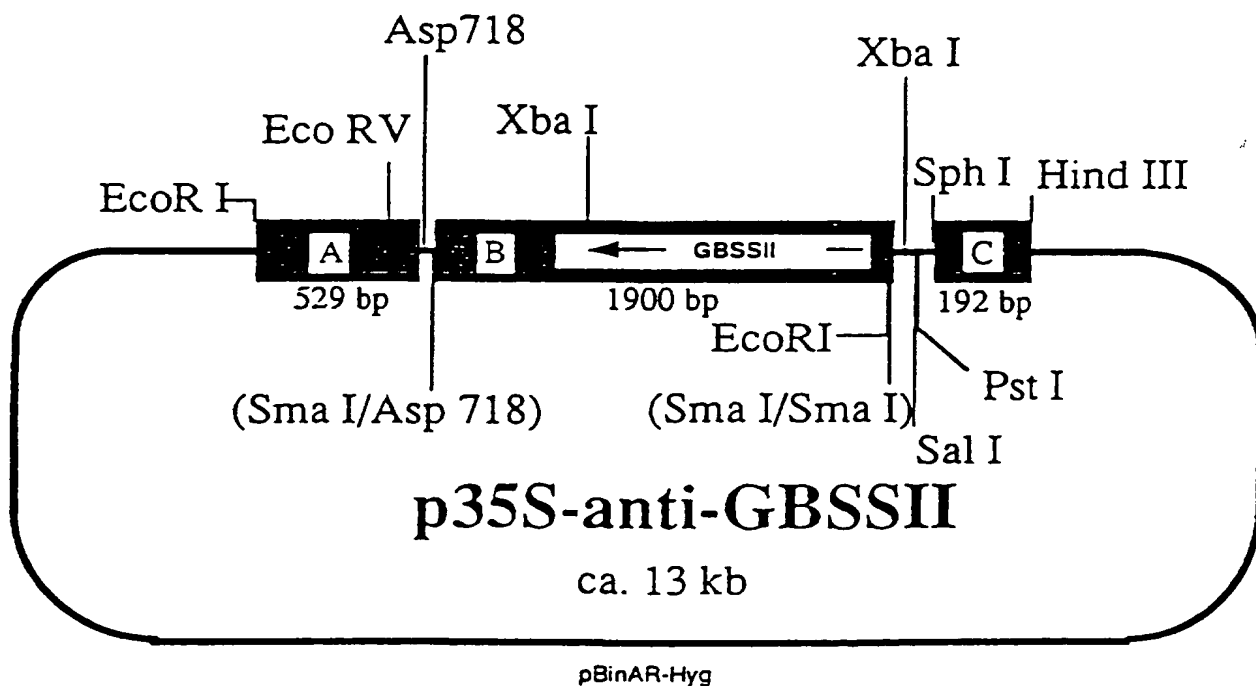 Asp718
Xba I
Eco RV
Xba I
Sph I
Hind III
EcoR I
A
B
GBSSII
C
529 bp
1900 bp
192 bp
EcoRI
Pst I
(Sma I/Asp 718)
(Sma I/Sma I)
Sal I
p35S-anti-GBSSII
ca. 13 kb
pBinAR-Hyg